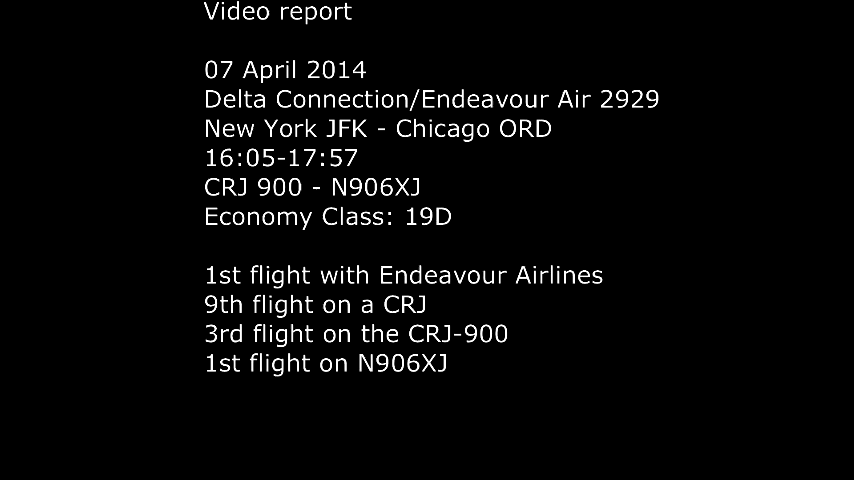 Video report
07 April 2014
Delta Connection/Endeavour Air 2929
New York JFK - Chicago ORD
16:05-17:57
CRJ 900 - N906XJ
Economy Class: 19D
1st flight with Endeavour Airlines
9th flight on a CRJ
3rd flight on the CRJ-900
1st flight on N906XJ